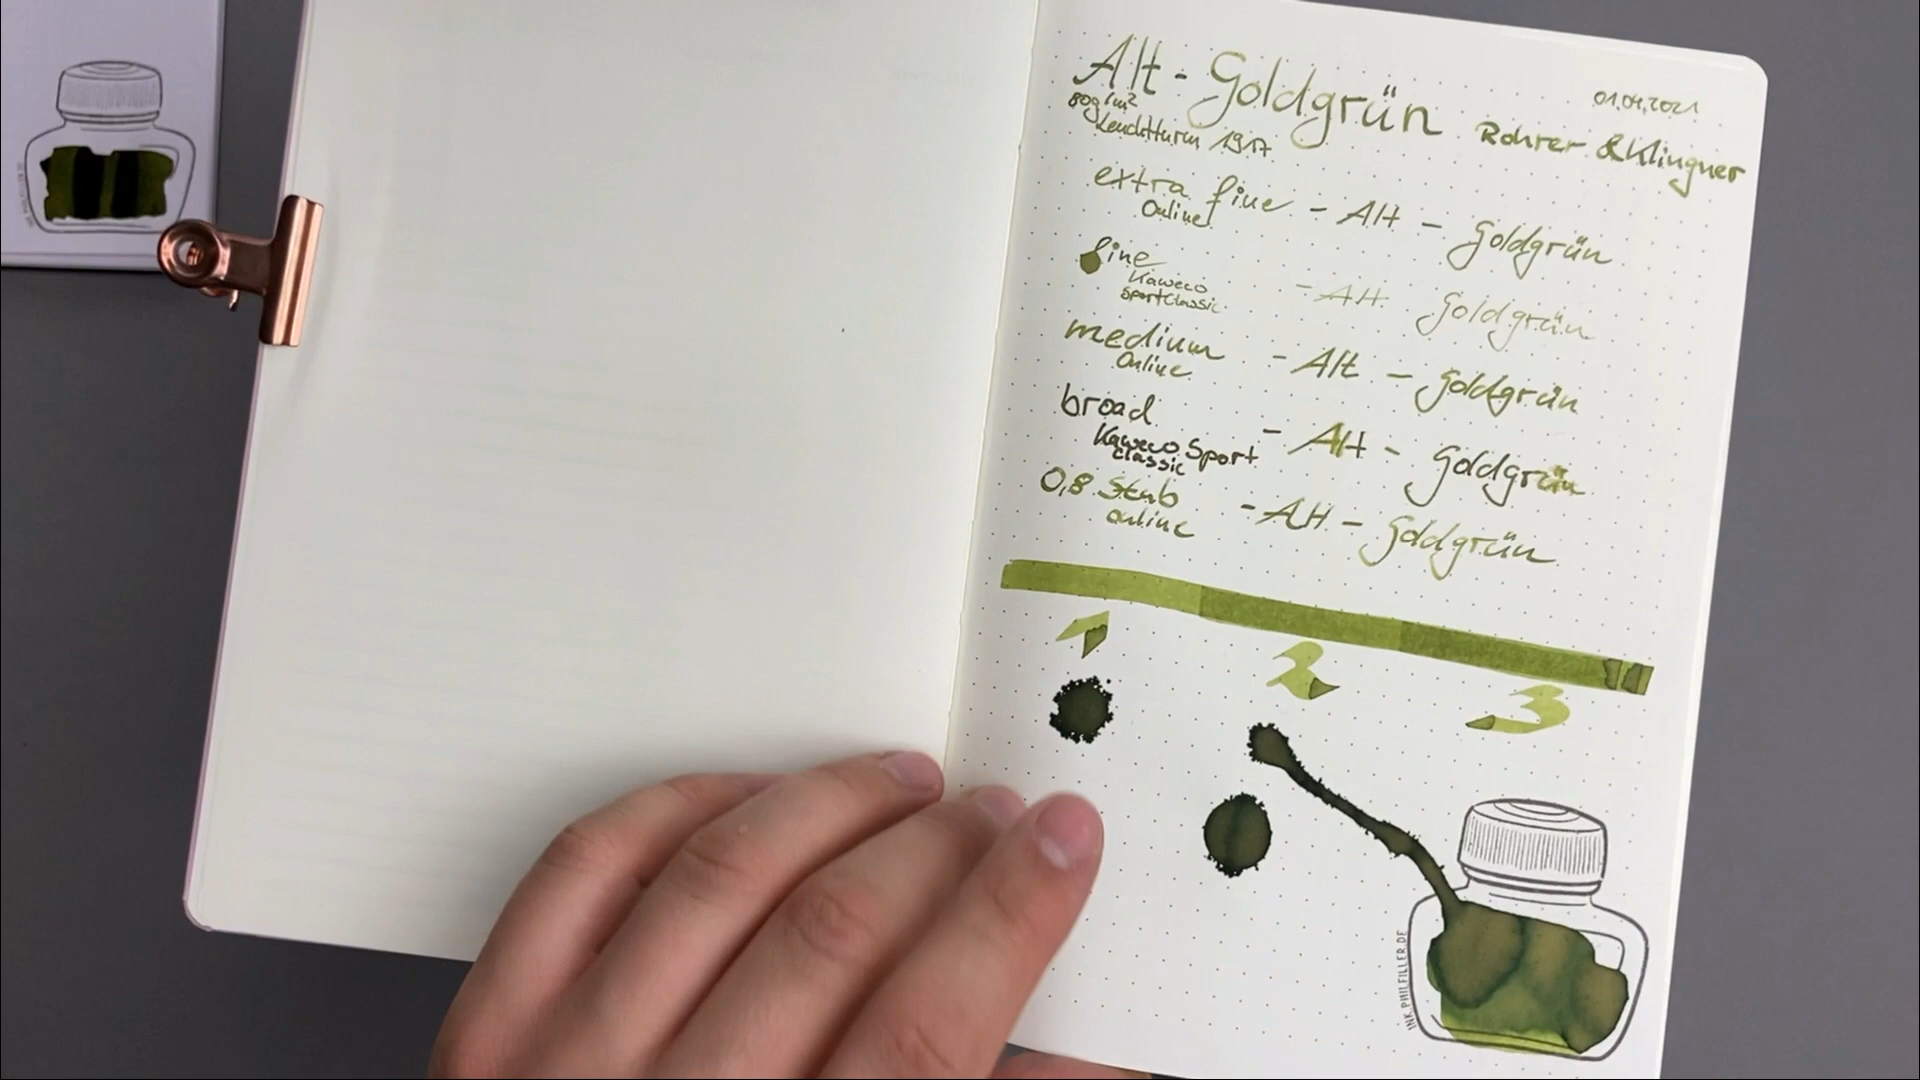 Alt - Goldgrün
01.04.2021
80g/m²
Leuchtturm 1917
Rohrer & Klingner
extra fine - Alt - Goldgrün
Online
fine - Alt Goldgrün
Kaweco
Sport Classic
medium - Alt - Goldgrün
Online
broad - Alt - Goldgrün
Kaweco Sport
Classic
0,8 Stub - Alt - Goldgrün
online
1 2 3
INK.PHILFILLER.DE